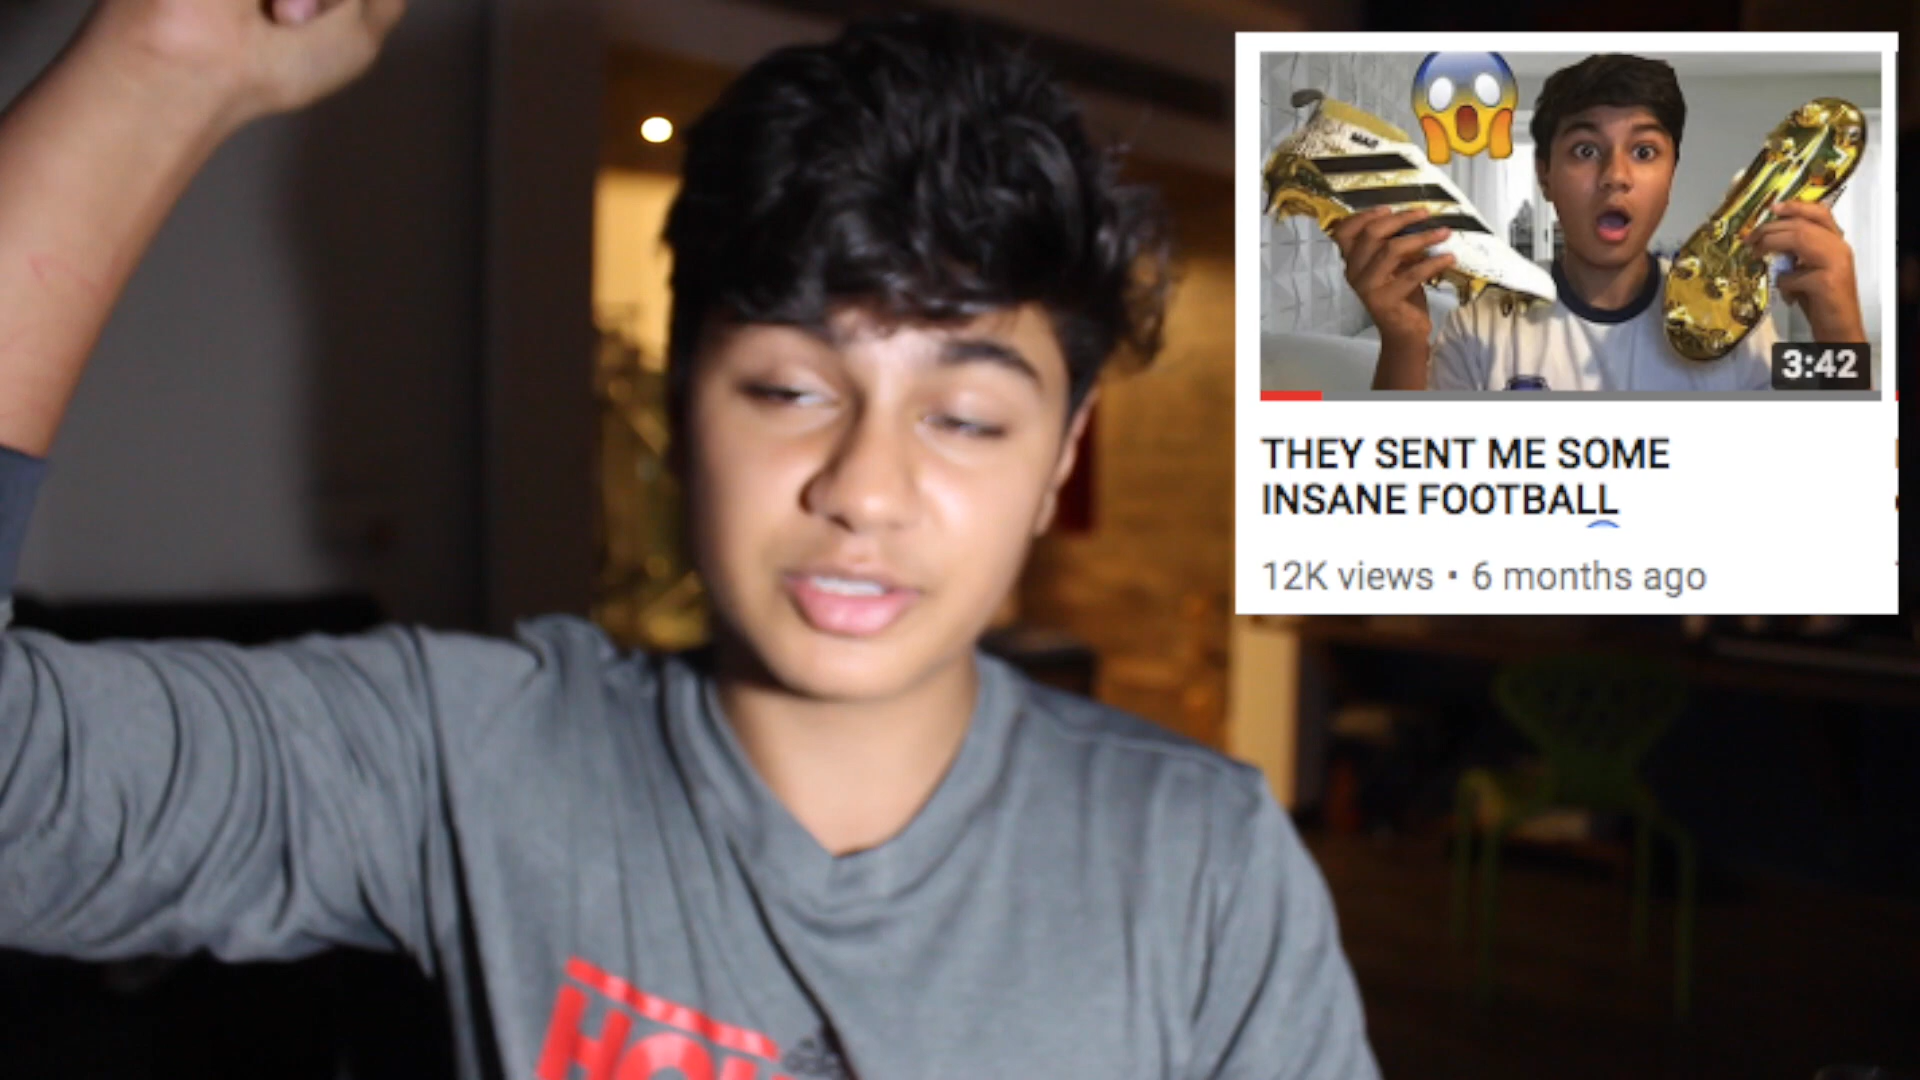 3:42
THEY SENT ME SOME
INSANE FOOTBALL
12K views • 6 months ago